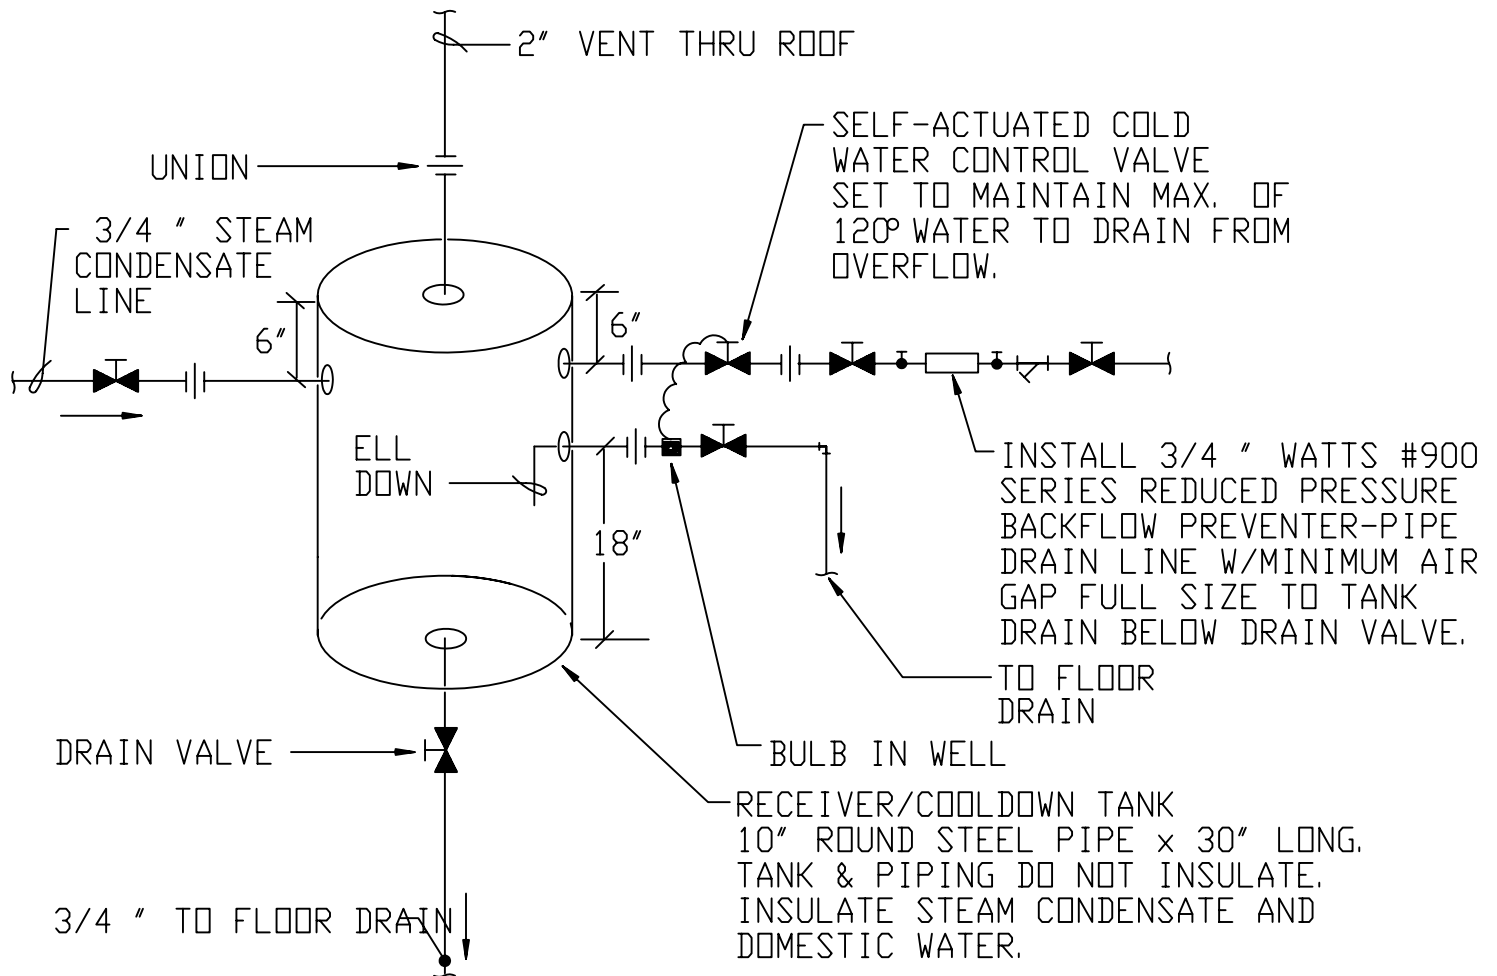 2" VENT THRU ROOF
SELF-ACTUATED COLD
WATER CONTROL VALVE
SET TO MAINTAIN MAX. OF
120° WATER TO DRAIN FROM
OVERFLOW.
UNION
3/4 " STEAM
CONDENSATE
LINE
6"
6"
ELL
DOWN
18"
INSTALL 3/4 " WATTS #900
SERIES REDUCED PRESSURE
BACKFLOW PREVENTER-PIPE
DRAIN LINE W/MINIMUM AIR
GAP FULL SIZE TO TANK
DRAIN BELOW DRAIN VALVE.
TO FLOOR
DRAIN
DRAIN VALVE
BULB IN WELL
RECEIVER/COOLDOWN TANK
10" ROUND STEEL PIPE x 30" LONG.
TANK & PIPING DO NOT INSULATE.
INSULATE STEAM CONDENSATE AND
DOMESTIC WATER.
3/4 " TO FLOOR DRAIN